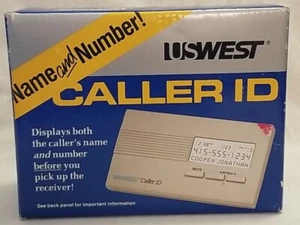 Name and Number!
USWEST®
CALLER ID
Displays both
the caller's name
and number
before you
pick up the
receiver!
415-555-1234
COOPER JONATHAN
Caller ID
See back panel for important information